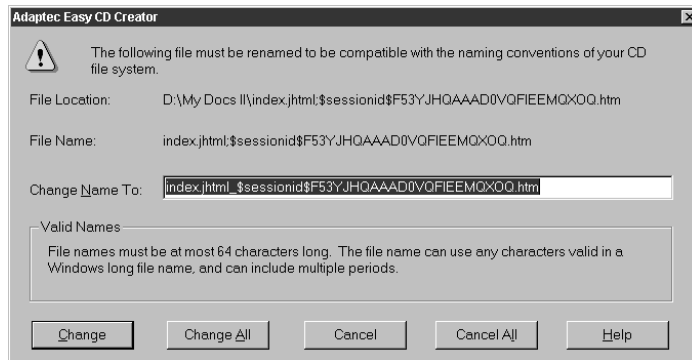 Adaptec Easy CD Creator
The following file must be renamed to be compatible with the naming conventions of your CD
file system.
File Location: D:\My Docs II\index.jhtml;$sessionid$F53YJHQAAAD0VQFIEEMQXOQ.htm
File Name: index.jhtml;$sessionid$F53YJHQAAAD0VQFIEEMQXOQ.htm
Change Name To: index.jhtml_$sessionid$F53YJHQAAAD0VQFIEEMQXOQ.htm
Valid Names
File names must be at most 64 characters long. The file name can use any characters valid in a
Windows long file name, and can include multiple periods.
Change Change All Cancel Cancel All Help